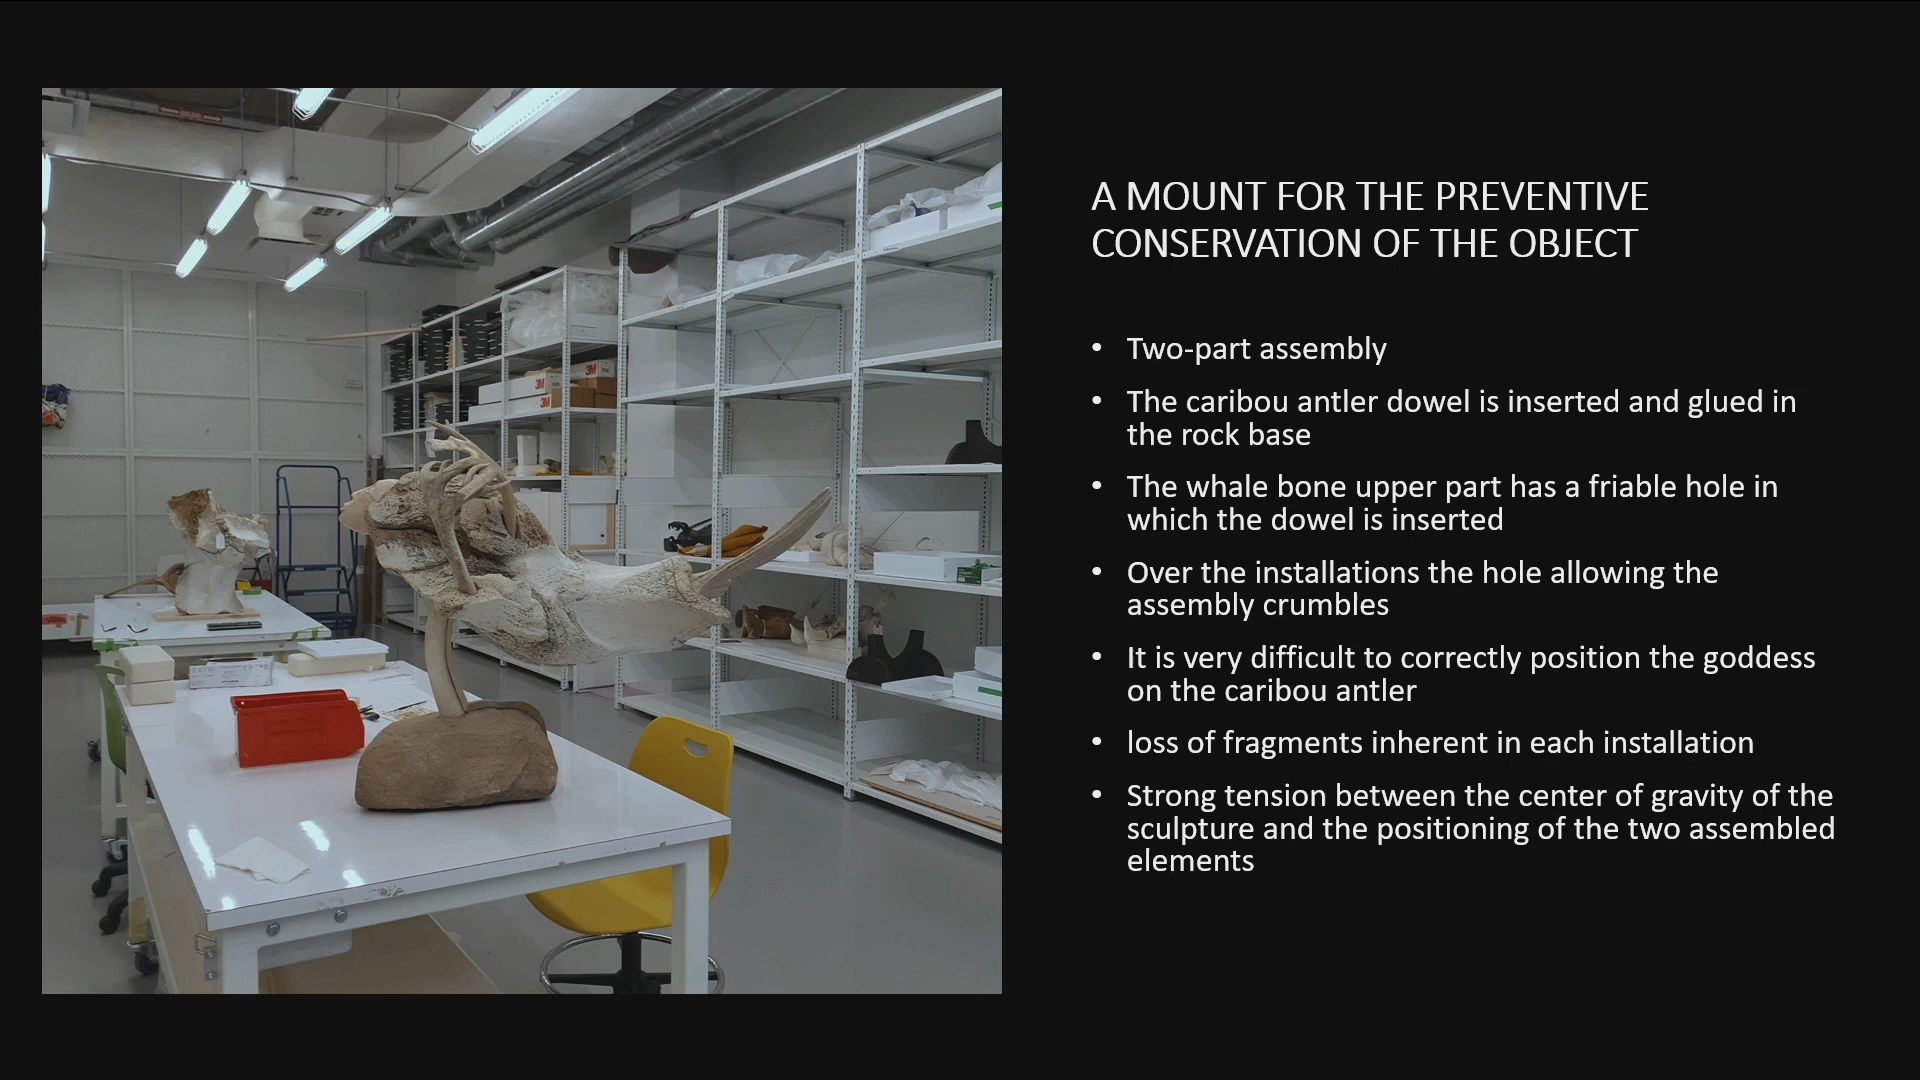 A MOUNT FOR THE PREVENTIVE
CONSERVATION OF THE OBJECT
• Two-part assembly
• The caribou antler dowel is inserted and glued in
the rock base
• The whale bone upper part has a friable hole in
which the dowel is inserted
• Over the installations the hole allowing the
assembly crumbles
• It is very difficult to correctly position the goddess
on the caribou antler
• loss of fragments inherent in each installation
• Strong tension between the center of gravity of the
sculpture and the positioning of the two assembled
elements
3M
3M
3M